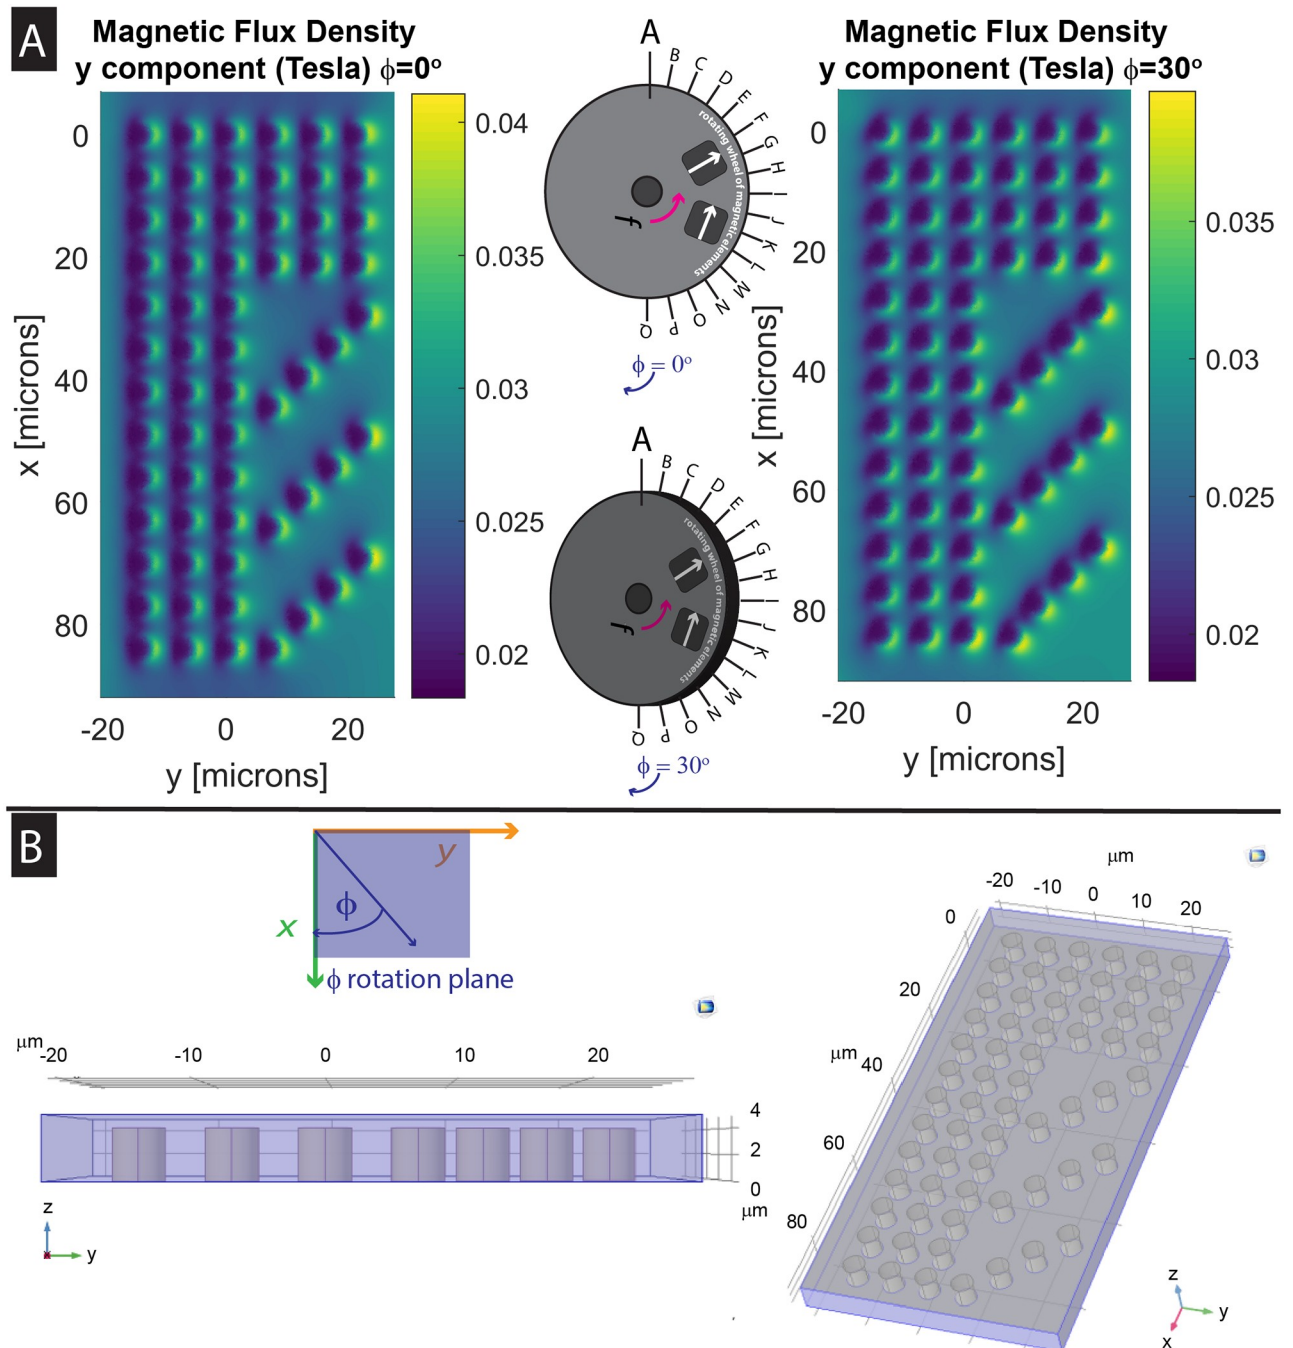 A
Magnetic Flux Density
y component (Tesla) ϕ=0°
0
20
40
60
80
x [microns]
-20 0 20
y [microns]
0.04
0.035
0.03
0.025
0.02
A
B
C
D
E
F
G
H
I
J
K
L
M
N
O
P
Q
rotating wheel of magnetic elements
f
ϕ = 0°
A
B
C
D
E
F
G
H
I
J
K
L
M
N
O
P
Q
rotating wheel of magnetic elements
f
ϕ = 30°
Magnetic Flux Density
y component (Tesla) ϕ=30°
0
20
40
60
80
x [microns]
-20 0 20
y [microns]
0.035
0.03
0.025
0.02
B
y
ϕ
x
ϕ rotation plane
μm
-20 -10 0 10 20
4
2
0
μm
z
y
x
μm
-20 -10 0 10 20
0
20
μm
40
60
80
z
y
x